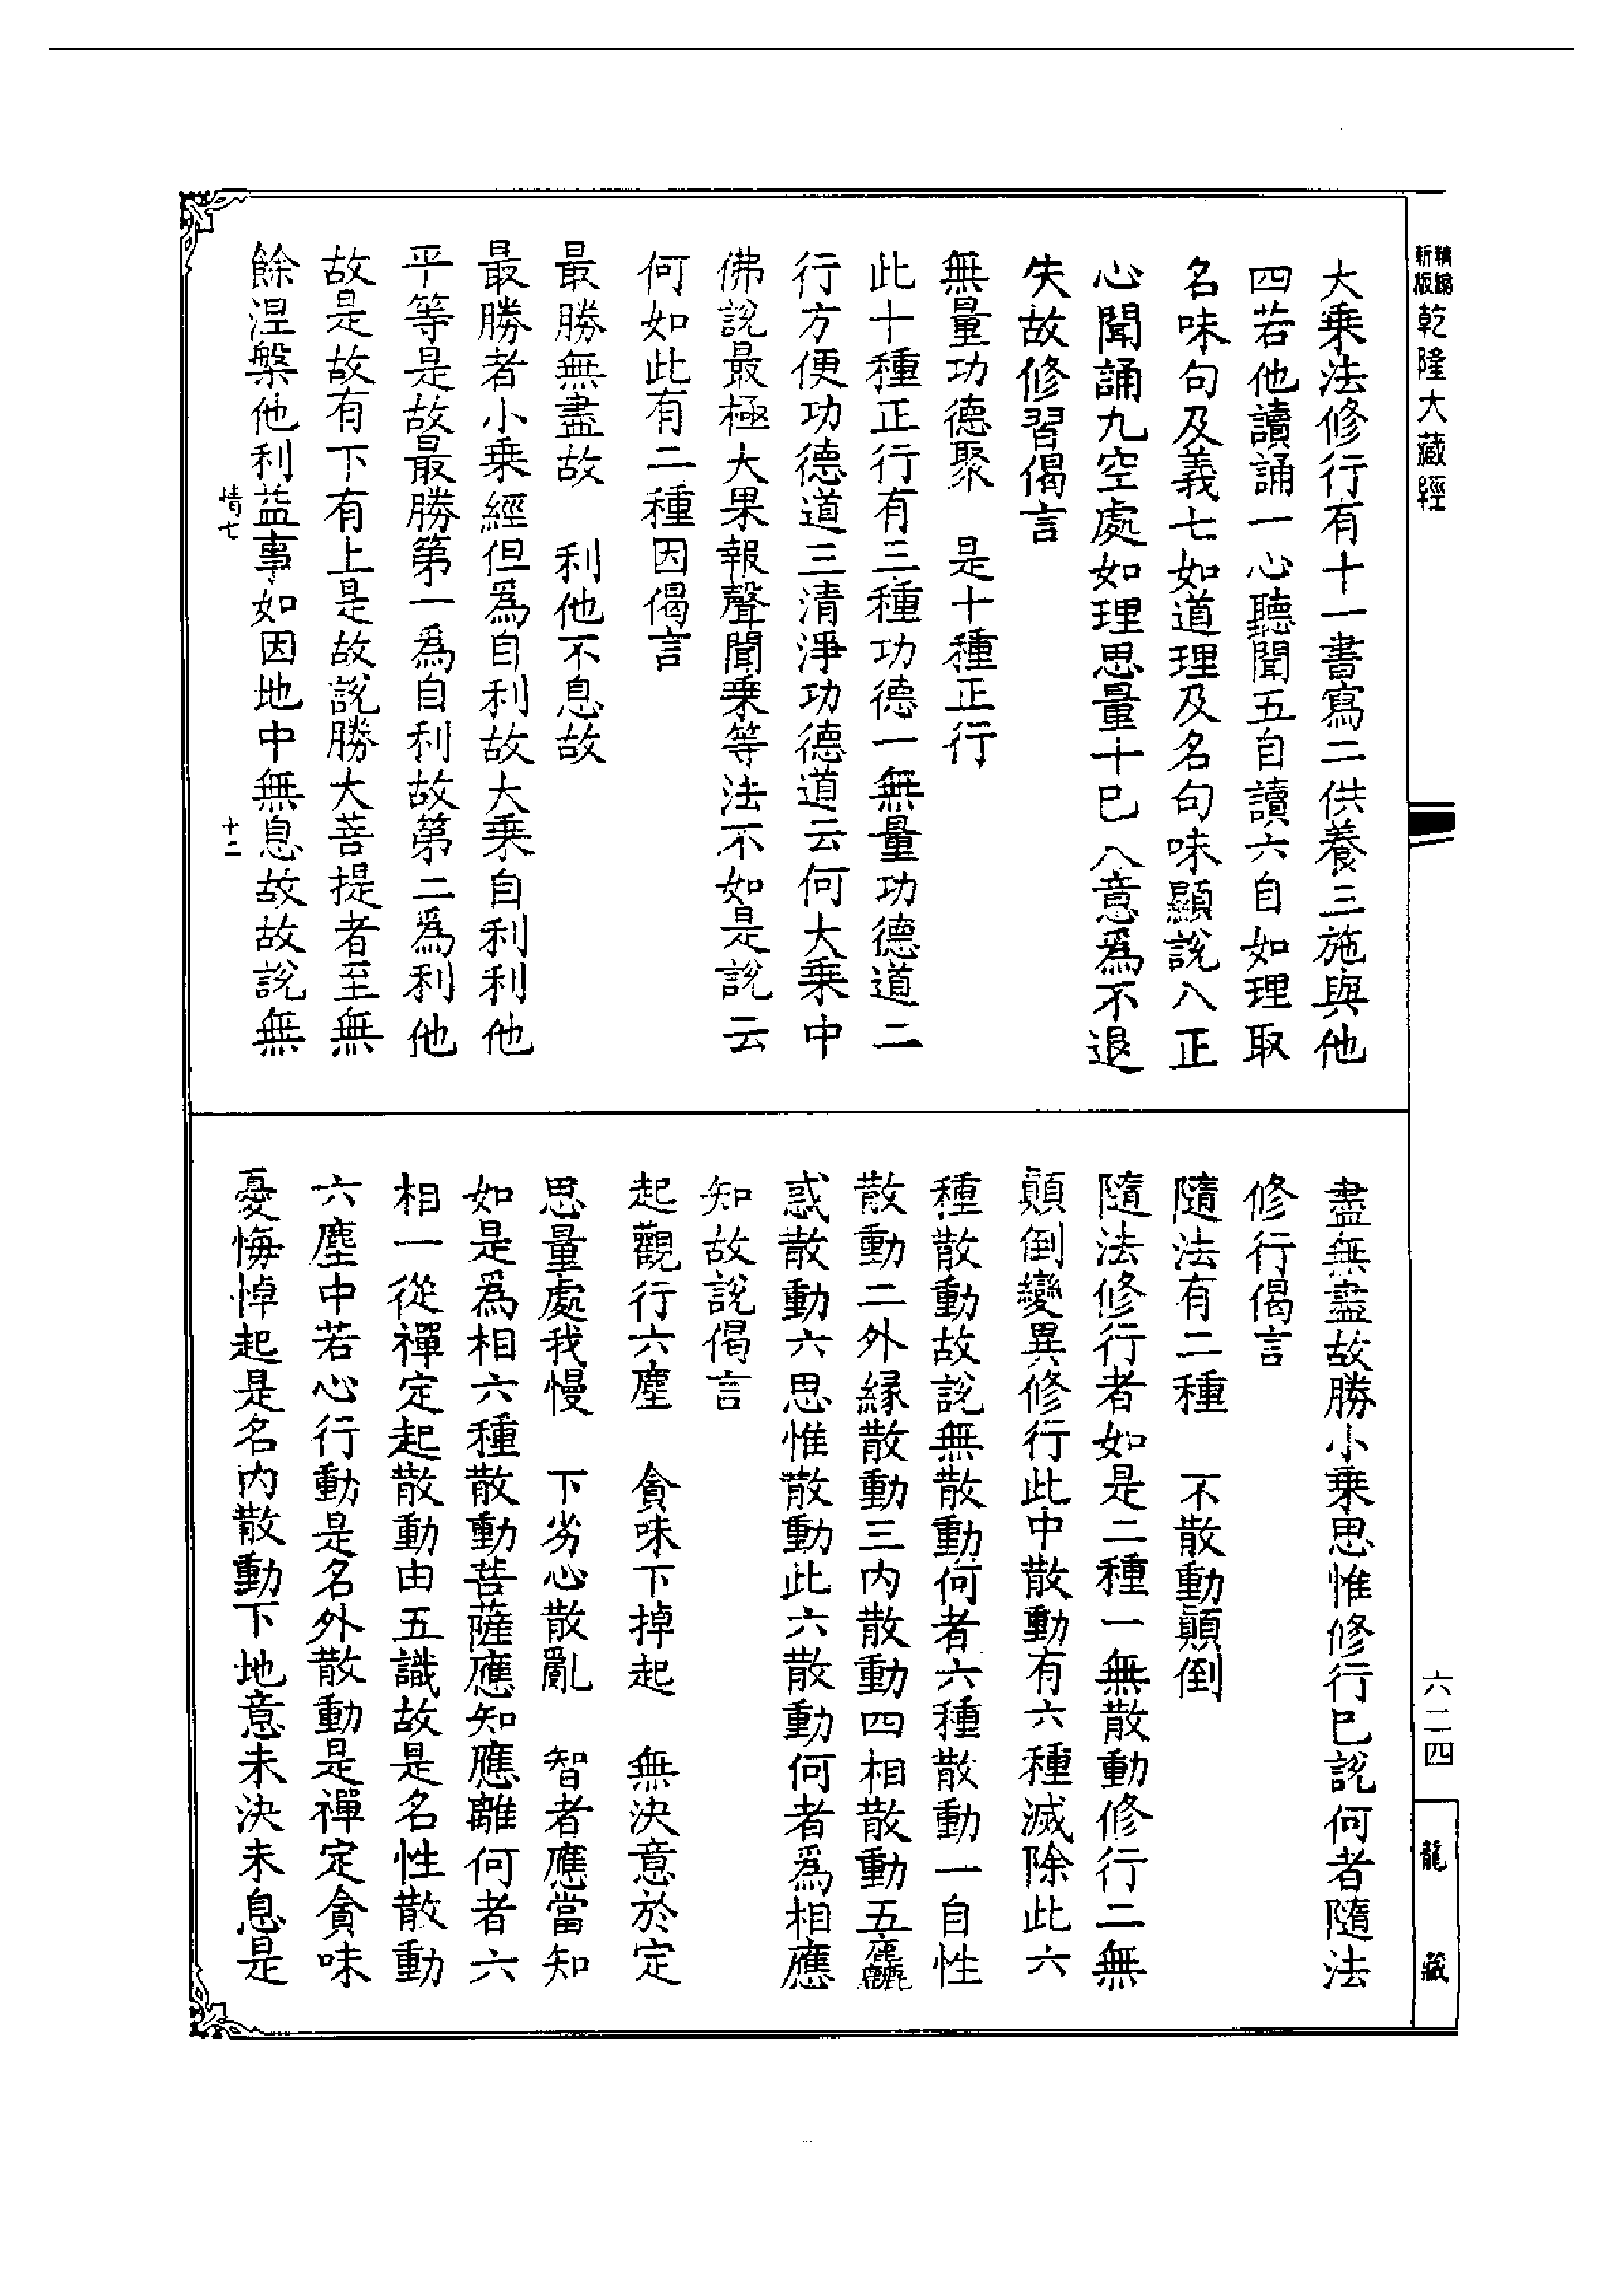 精編新版乾隆大藏經
大乘法修行有十一書寫二供養三施與他
四若他讀誦一心聽聞五自讀六自如理取
名味句及義七如道理及名句味顯說八正
心聞誦九空處如理思量十巳入意為不退
失故修習偈言
無量功德聚　是十種正行
此十種正行有三種功德一無量功德道二
行方便功德道三清淨功德道云何大乘中
佛說最極大果報聲聞乘等法不如是說云
何如此有二種因偈言
最勝無盡故　利他不息故
最勝者小乘經但為自利故大乘自利利他
平等是故最勝第一為自利故第二為利他
故是故有下有上是故說勝大菩提者至無
餘涅槃他利益事如因地中無息故故說無
情七　十二
盡無盡故勝小乘思惟修行巳說何者隨法
修行偈言
隨法有二種　不散動顛倒
隨法修行者如是二種一無散動修行二無
顛倒變異修行此中散動有六種滅除此六
種散動故說無散動何者六種散動一自性
散動二外緣散動三內散動四相散動五麤
惑散動六思惟散動此六散動何者為相應
知故說偈言
起觀行六塵　貪味下掉起　無決意於定
思量處我慢　下劣心散亂　智者應當知
如是為相六種散動菩薩應知應離何者六
相一從禪定起散動由五識故是名性散動
六塵中若心行動是名外散動是禪定貪味
憂悔悼起是名內散動下地意未決未息是
六二四
龍藏